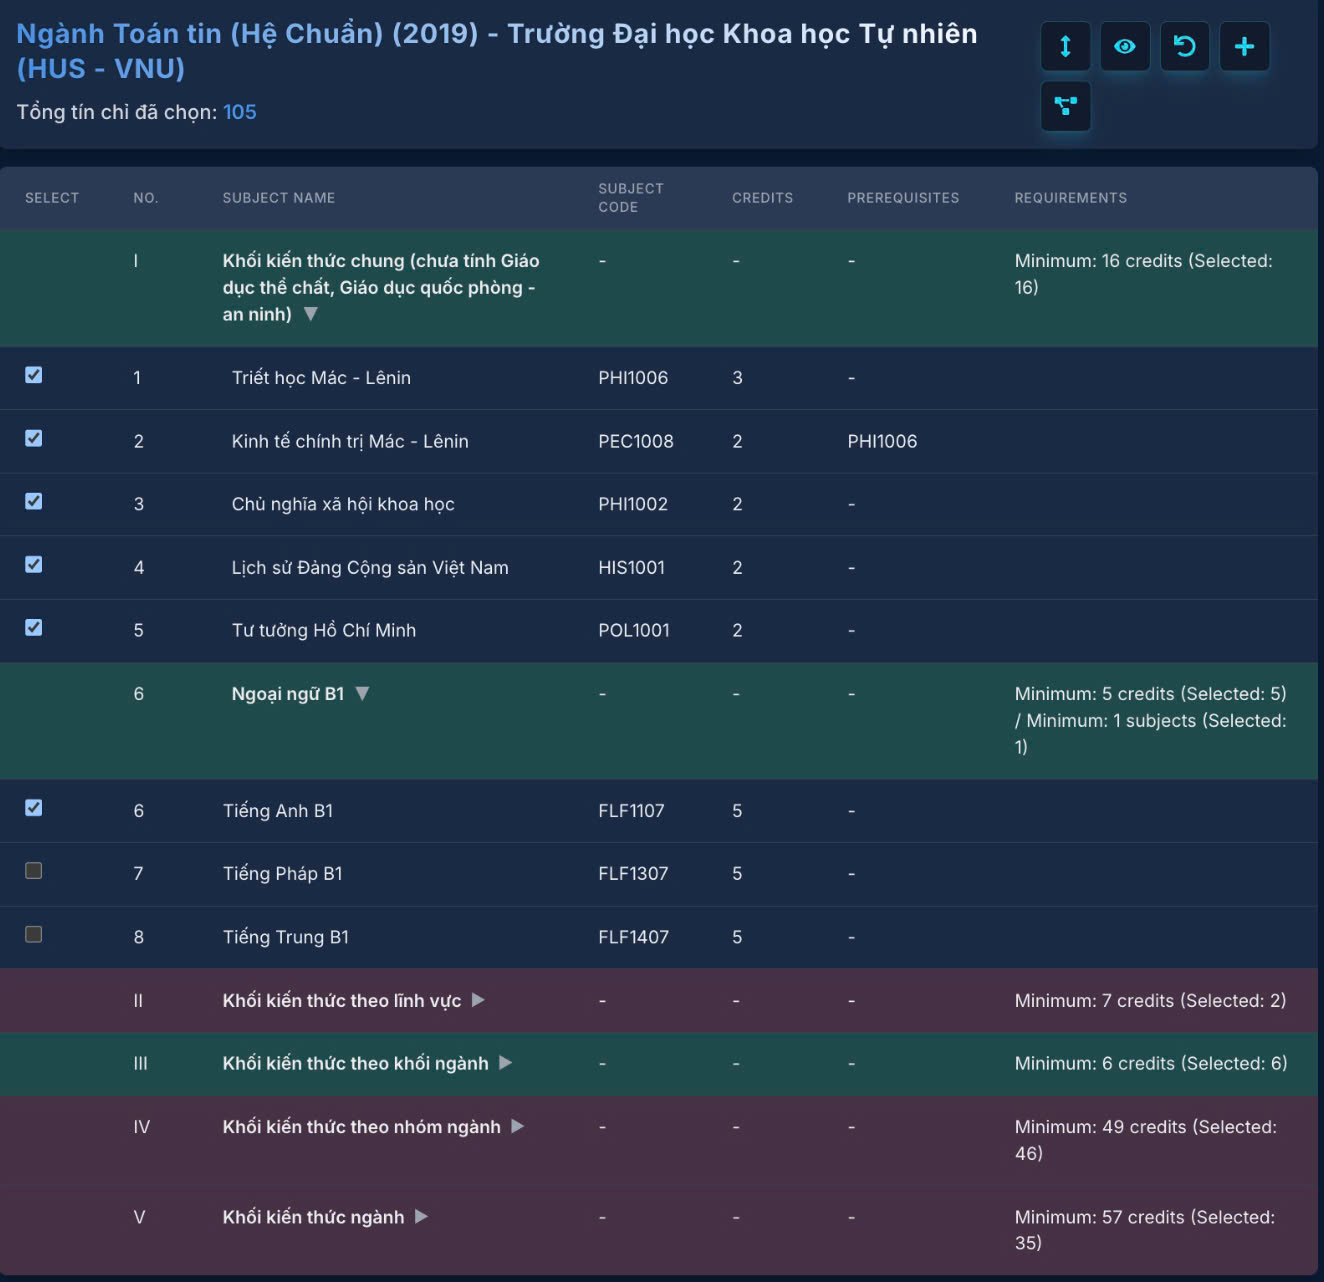 Ngành Toán tin (Hệ Chuẩn) (2019) - Trường Đại học Khoa học Tự nhiên
(HUS - VNU)
Tổng tín chỉ đã chọn: 105
SELECT NO. SUBJECT NAME SUBJECT CODE CREDITS PREREQUISITES REQUIREMENTS
I Khối kiến thức chung (chưa tính Giáo - - - Minimum: 16 credits (Selected:
dục thể chất, Giáo dục quốc phòng - 16)
an ninh) ▼
1 Triết học Mác - Lênin PHI1006 3 -
2 Kinh tế chính trị Mác - Lênin PEC1008 2 PHI1006
3 Chủ nghĩa xã hội khoa học PHI1002 2 -
4 Lịch sử Đảng Cộng sản Việt Nam HIS1001 2 -
5 Tư tưởng Hồ Chí Minh POL1001 2 -
6 Ngoại ngữ B1 ▼ - - - Minimum: 5 credits (Selected: 5)
/ Minimum: 1 subjects (Selected:
1)
6 Tiếng Anh B1 FLF1107 5 -
7 Tiếng Pháp B1 FLF1307 5 -
8 Tiếng Trung B1 FLF1407 5 -
II Khối kiến thức theo lĩnh vực ▶ - - - Minimum: 7 credits (Selected: 2)
III Khối kiến thức theo khối ngành ▶ - - - Minimum: 6 credits (Selected: 6)
IV Khối kiến thức theo nhóm ngành ▶ - - - Minimum: 49 credits (Selected:
46)
V Khối kiến thức ngành ▶ - - - Minimum: 57 credits (Selected:
35)